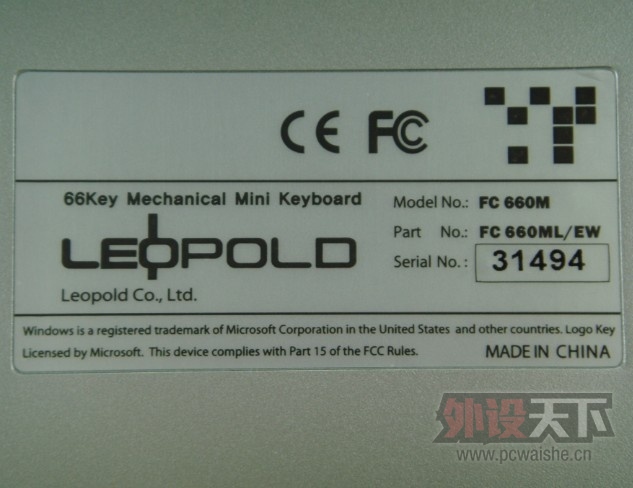 CE FC
66Key Mechanical Mini Keyboard
LEOPOLD
Leopold Co., Ltd.
Model No.: FC 660M
Part No.: FC 660ML/EW
Serial No.: 31494
Windows is a registered trademark of Microsoft Corporation in the United States and other countries. Logo Key
Licensed by Microsoft. This device complies with Part 15 of the FCC Rules.
MADE IN CHINA
外设天下
www.pcwaishe.cn